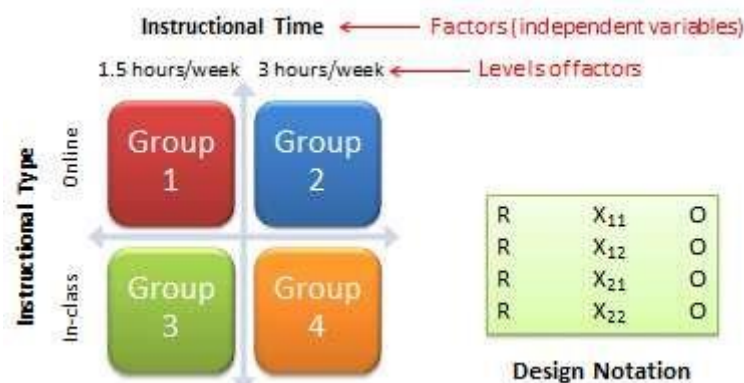 Instructional Time
Factors (independent variables)
1.5 hours/week
3 hours/week
Levels of factors
Instructional Type
Online
In-class
Group
1
Group
2
Group
3
Group
4
R X₁₁ O
R X₁₂ O
R X₂₁ O
R X₂₂ O
Design Notation